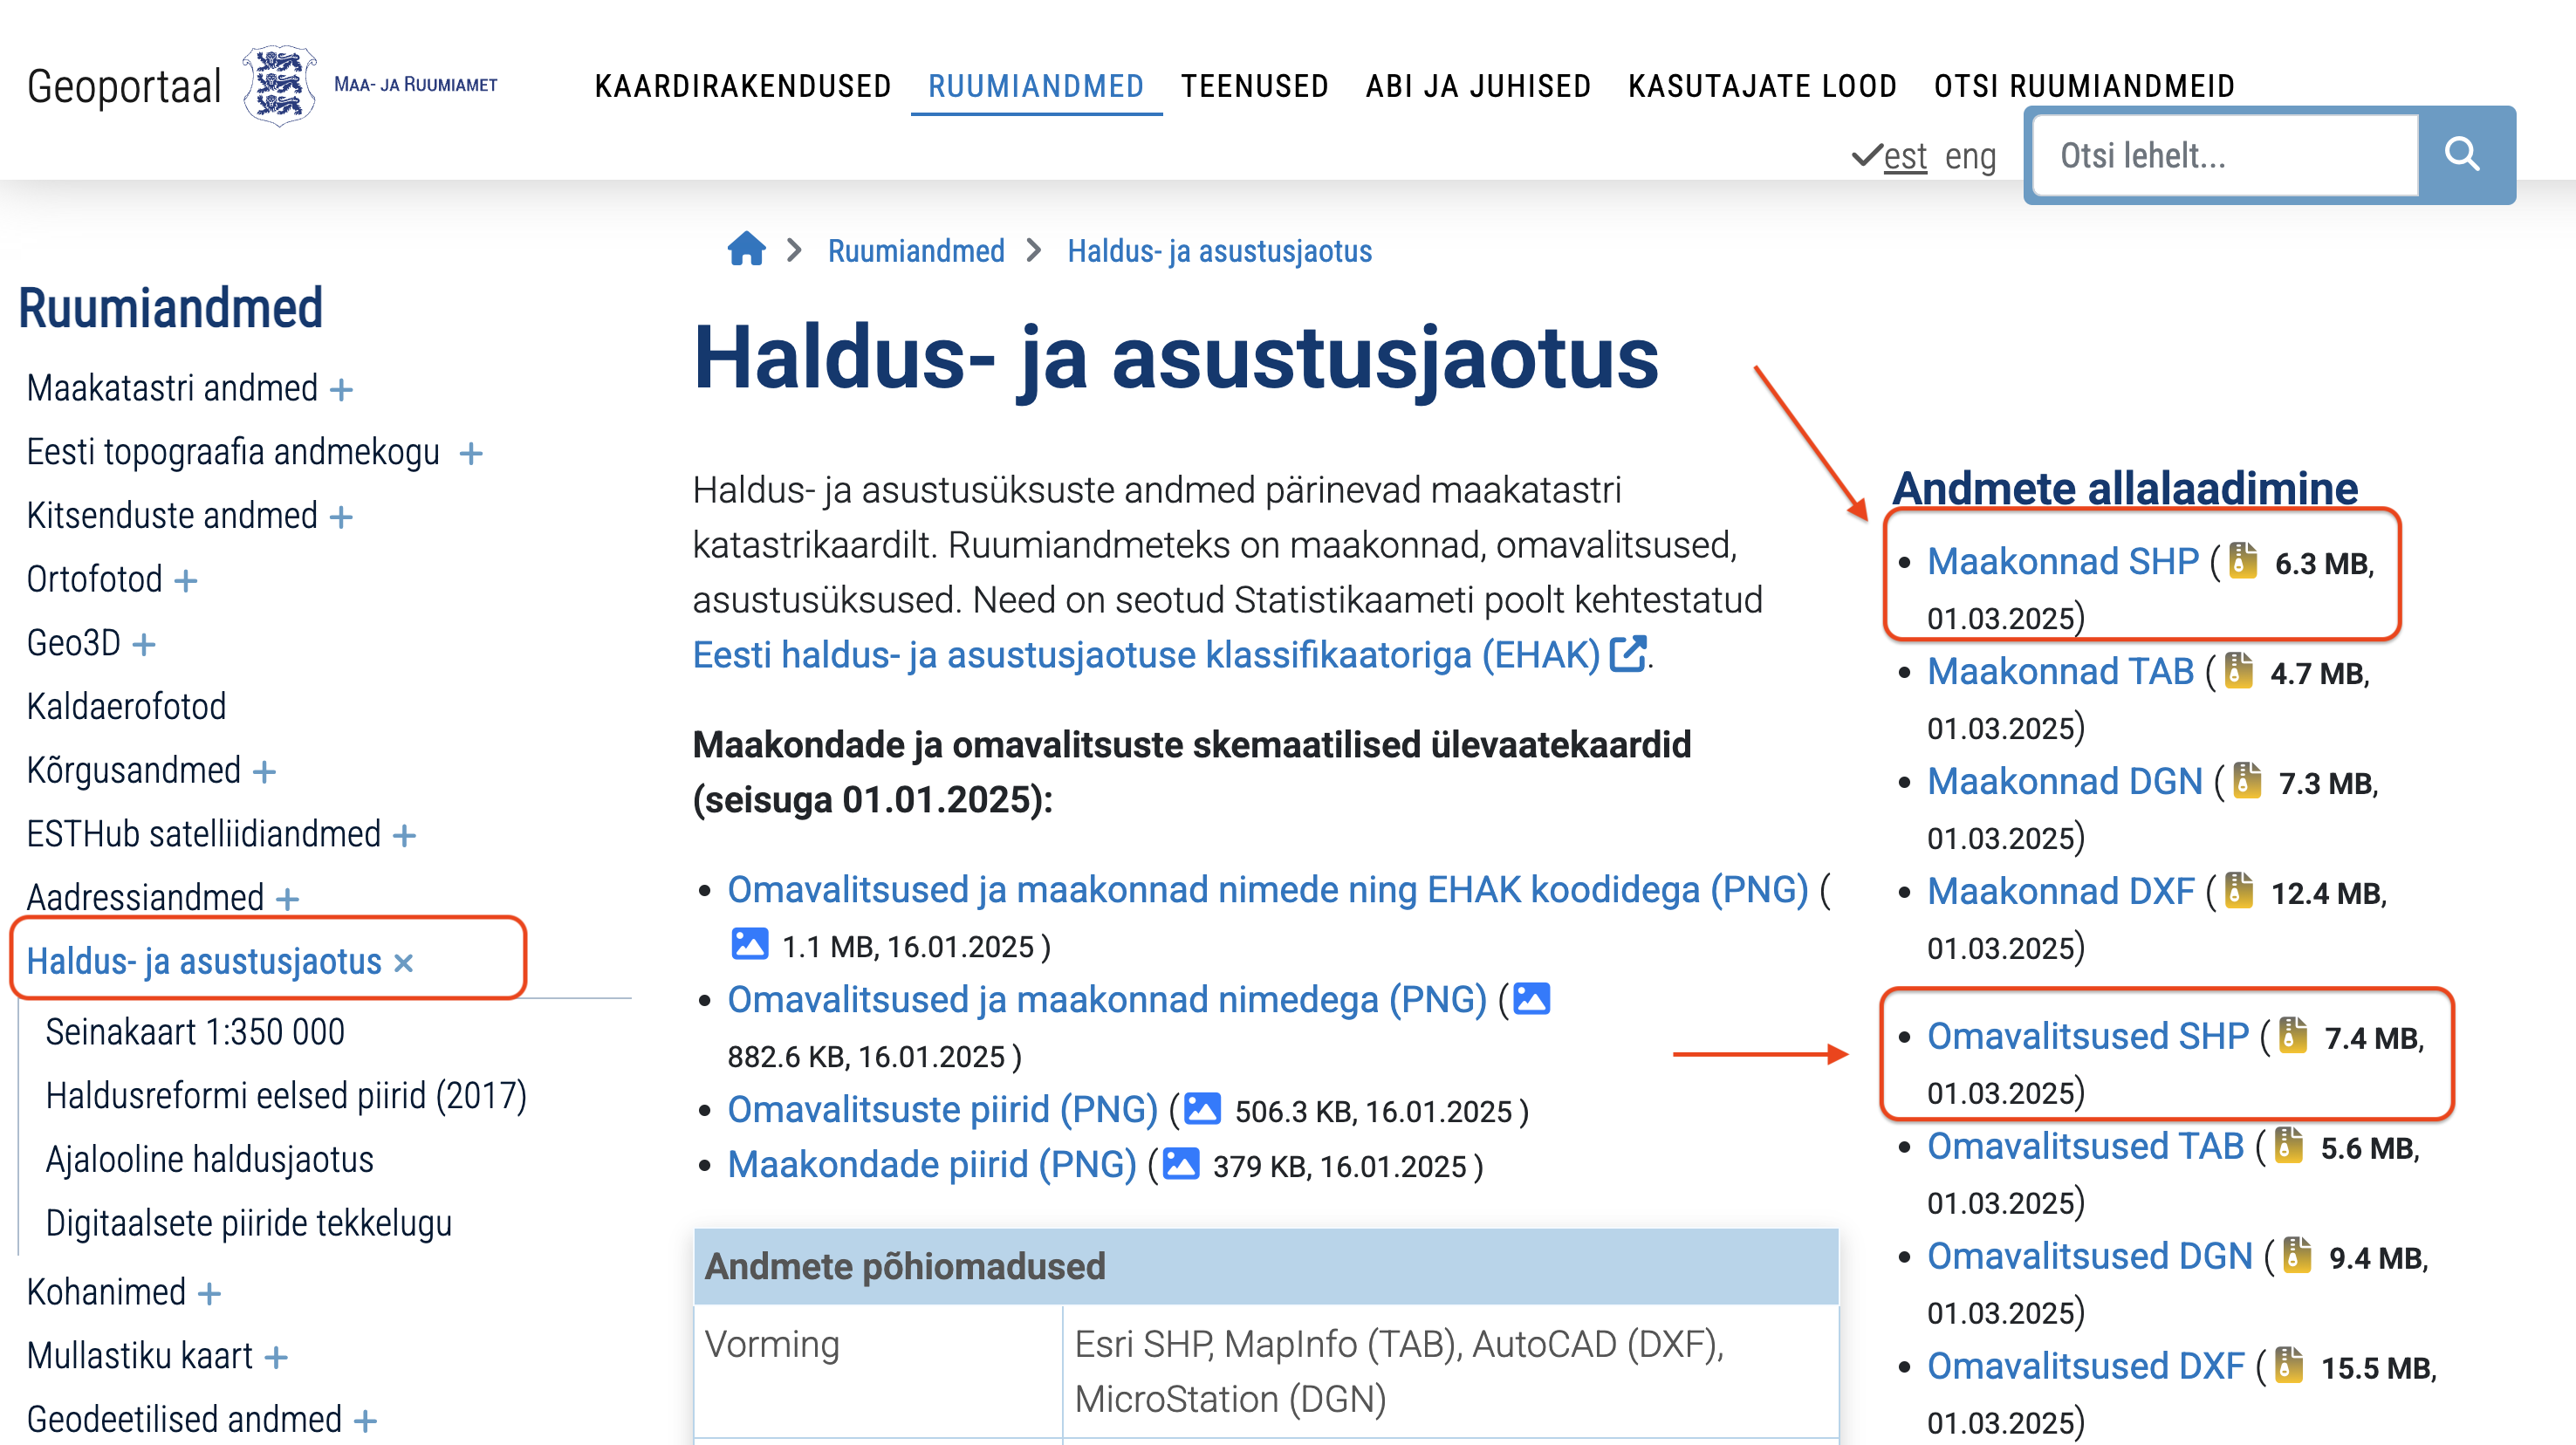 Geoportaal
MAA- JA RUUMIAMET
KAARDIRAKENDUSED RUUMIANDMED TEENUSED ABI JA JUHISED KASUTAJATE LOOD OTSI RUUMIANDMEID
est eng
Otsi lehelt...
Ruumiandmed
Haldus- ja asustusjaotus
Ruumiandmed
Maakatastri andmed +
Eesti topograafia andmekogu +
Kitsenduste andmed +
Ortofotod +
Geo3D +
Kaldaerofotod
Kõrgusandmed +
ESTHub satelliidiandmed +
Aadressiandmed +
Haldus- ja asustusjaotus ×
Seinakaart 1:350 000
Haldusreformi eelsed piirid (2017)
Ajalooline haldusjaotus
Digitaalsete piiride tekkelugu
Kohanimed +
Mullastiku kaart +
Geodeetilised andmed +
Haldus- ja asustusjaotus
Haldus- ja asustusüksuste andmed pärinevad maakatastri
katastrikaardilt. Ruumiandmeteks on maakonnad, omavalitsused,
asustusüksused. Need on seotud Statistikaameti poolt kehtestatud
Eesti haldus- ja asustusjaotuse klassifikaatoriga (EHAK).
Maakondade ja omavalitsuste skemaatilised ülevaatekaardid
(seisuga 01.01.2025):
• Omavalitsused ja maakonnad nimede ning EHAK koodidega (PNG) (
1.1 MB, 16.01.2025 )
• Omavalitsused ja maakonnad nimedega (PNG) (
882.6 KB, 16.01.2025 )
• Omavalitsuste piirid (PNG) ( 506.3 KB, 16.01.2025 )
• Maakondade piirid (PNG) ( 379 KB, 16.01.2025 )
Andmete põhiomadused
Vorming
Esri SHP, MapInfo (TAB), AutoCAD (DXF),
MicroStation (DGN)
Andmete allalaadimine
• Maakonnad SHP ( 6.3 MB,
01.03.2025)
• Maakonnad TAB ( 4.7 MB,
01.03.2025)
• Maakonnad DGN ( 7.3 MB,
01.03.2025)
• Maakonnad DXF ( 12.4 MB,
01.03.2025)
• Omavalitsused SHP ( 7.4 MB,
01.03.2025)
• Omavalitsused TAB ( 5.6 MB,
01.03.2025)
• Omavalitsused DGN ( 9.4 MB,
01.03.2025)
• Omavalitsused DXF ( 15.5 MB,
01.03.2025)